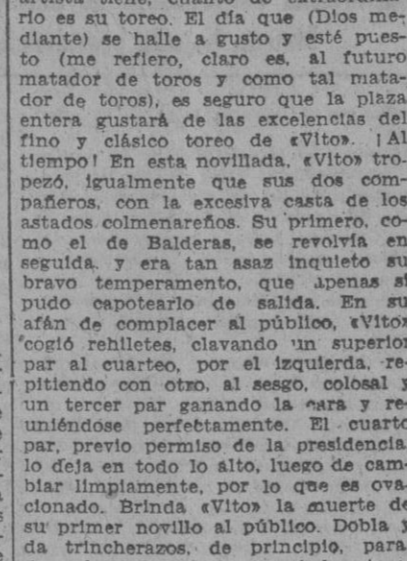 rio es su toreo. El día que (Dios me-
diante) se halle a gusto y esté pues-
to (me refiero, claro es, al futuro
matador de toros y como tal mata-
dor de toros), es seguro que la plaza
entera gustará de las excelencias del
fino y clásico toreo de «Vito». ¡Al
tiempo! En esta novillada, «Vito» tro-
pezó, igualmente que sus dos com-
pañeros, con la excesiva casta de los
astados colmenareños. Su primero, co-
mo el de Balderas, se revolvía en
seguida, y era tan asaz inquieto su
bravo temperamento, que apenas si
pudo capotearlo de salida. En su
afán de complacer al público, «Vito»
cogió rehiletes, clavando un superior
par al cuarteo, por el izquierda, re-
pitiendo con otro, al sesgo, colosal y
un tercer par ganando la cara y re-
uniéndose perfettamente. El cuarto
par, previo permiso de la presidencia
lo deja en todo lo alto, luego de cam-
biar limpiamente, por lo que es ova-
cionado. Brinda «Vito» la muerte de
su primer novillo al público. Dobla y
da trincherazos, de principio, para